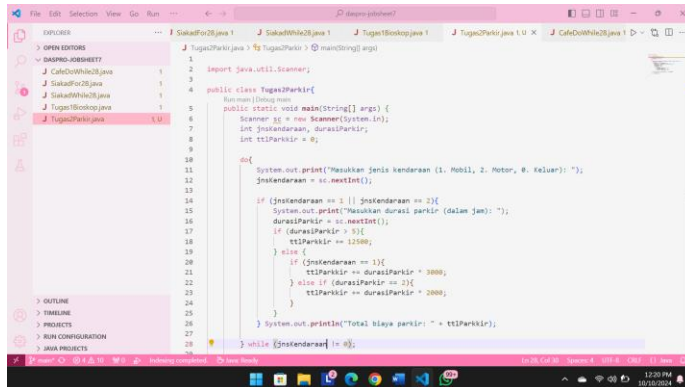 File Edit Selection View Go Run ...
daspro-jobsheet7
EXPLORER
J SiakadFor28.java 1
J SiakadWhile28.java 1
J Tugas1Bioskop.java 1
J Tugas2Parkir.java 1, U
J CafeDoWhile28.java 1
OPEN EDITORS
DASPRO-JOBSHEET7
J CafeDoWhile28.java 1
J SiakadFor28.java 1
J SiakadWhile28.java 1
J Tugas1Bioskop.java 1
J Tugas2Parkir.java 1, U
J Tugas2Parkir.java > Tugas2Parkir > main(String[] args)
1
2 import java.util.Scanner;
3
4 public class Tugas2Parkir{
Run main | Debug main
5 public static void main(String[] args) {
6 Scanner sc = new Scanner(System.in);
7 int jnsKendaraan, durasiParkir;
8 int ttlParkkir = 0;
9
10 do{
11 System.out.print("Masukkan jenis kendaraan (1. Mobil, 2. Motor, 0. Keluar): ");
12 jnsKendaraan = sc.nextInt();
13
14 if (jnsKendaraan == 1 || jnsKendaraan == 2){
15 System.out.print("Masukkan durasi parkir (dalam jam): ");
16 durasiParkir = sc.nextInt();
17 if (durasiParkir > 5){
18 ttlParkkir += 12500;
19 } else {
20 if (jnsKendaraan == 1){
21 ttlParkkir += durasiParkir * 3000;
22 } else if (durasiParkir == 2){
23 ttlParkkir += durasiParkir * 2000;
24 }
25 }
26 } System.out.println("Total biaya parkir: " + ttlParkkir);
27
28 } while (jnsKendaraan != 0);
OUTLINE
TIMELINE
PROJECTS
RUN CONFIGURATION
JAVA PROJECTS
Indexing completed. Java: Ready
Ln 28, Col 30 Spaces: 4 UTF-8 CRLF {} Java
99+
12:20 PM
10/10/2024